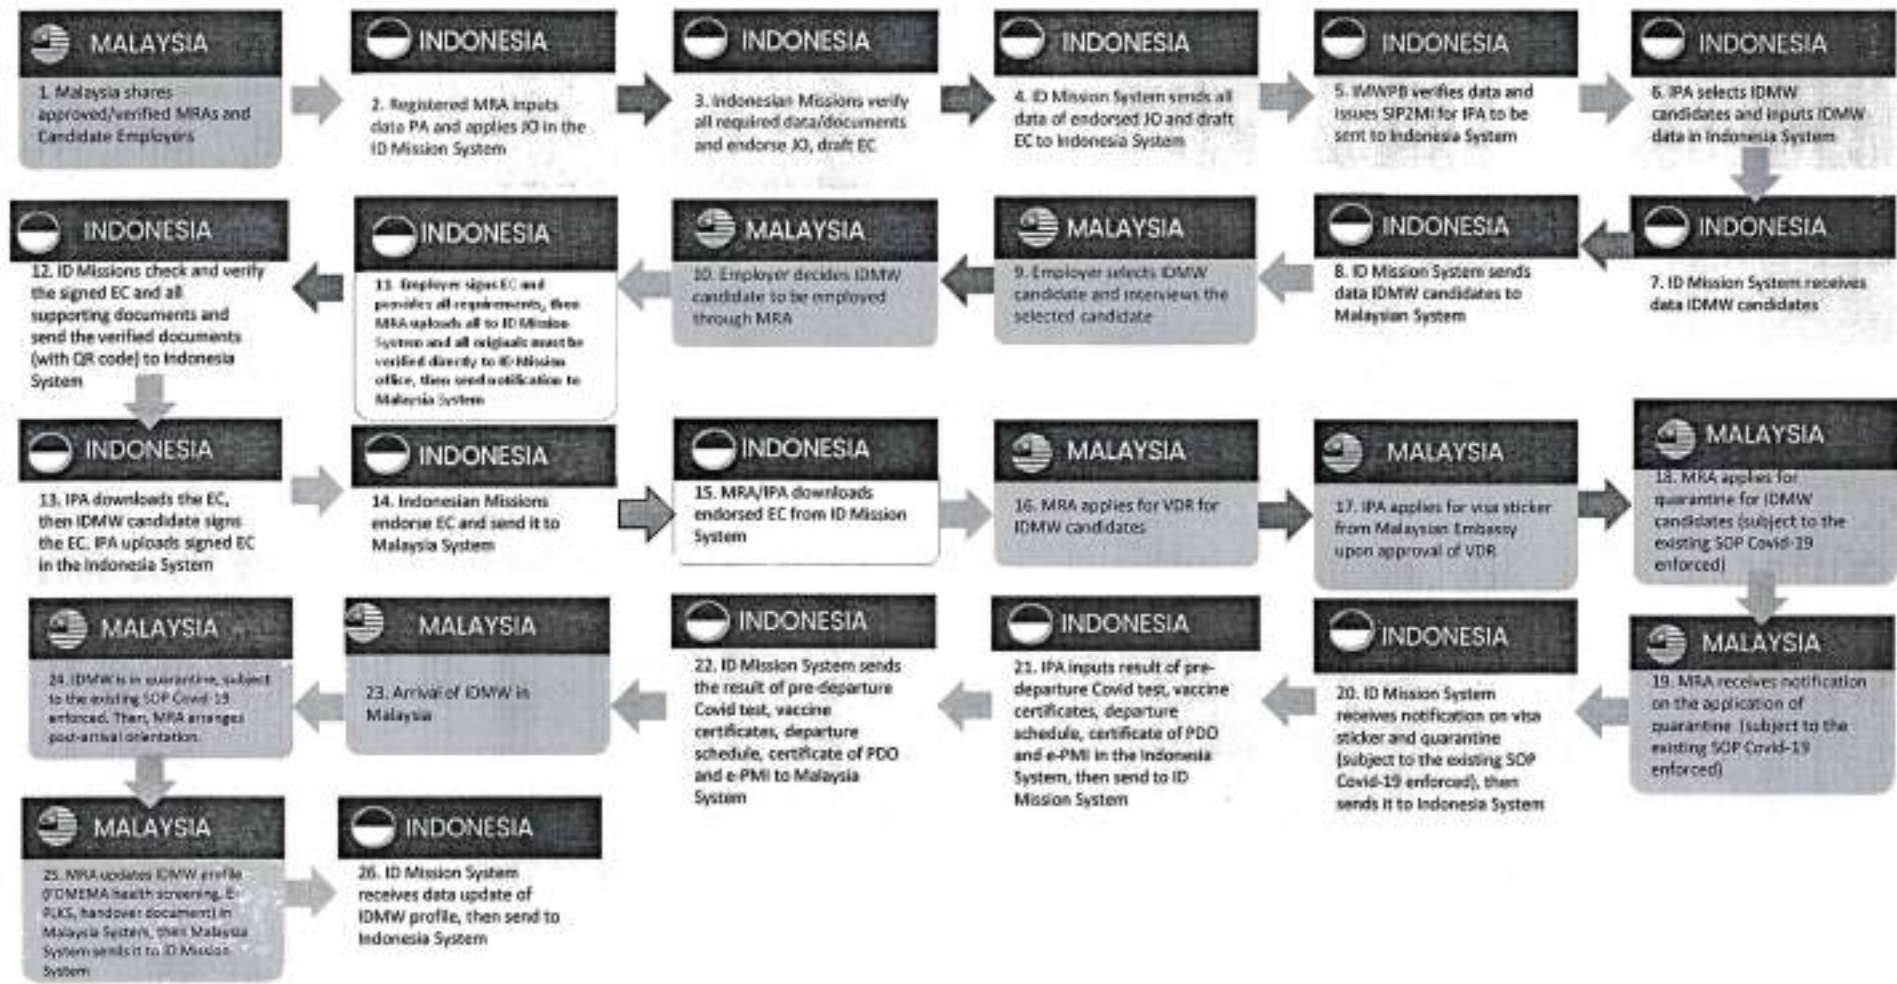 MALAYSIA
1. Malaysia shares
approved/verified MRAs and
Candidate Employers
INDONESIA
2. Registered MRA inputs
data PA and applies JO in the
ID Mission System
INDONESIA
3. Indonesian Missions verify
all required data/documents
and endorse JO, draft EC
INDONESIA
4. ID Mission System sends all
data of endorsed JO and draft
EC to Indonesia System
INDONESIA
5. IMWPB verifies data and
issues SIP2MI for IPA to be
sent to Indonesia System
INDONESIA
6. IPA selects IDMW
candidates and inputs IDMW
data in Indonesia System
INDONESIA
7. ID Mission System receives
data IDMW candidates
INDONESIA
8. ID Mission System sends
data IDMW candidates to
Malaysian System
MALAYSIA
9. Employer selects IDMW
candidate and interviews the
selected candidate
MALAYSIA
10. Employer decides IDMW
candidate to be employed
through MRA
INDONESIA
11. Employer signs EC and
provides all requirements, then
MRA uploads all to ID Mission
System and all originals must be
verified directly to ID Mission
office, then send notification to
Malaysia System
INDONESIA
12. ID Missions check and verify
the signed EC and all
supporting documents and
send the verified documents
(with QR code) to Indonesia
System
INDONESIA
13. IPA downloads the EC,
then IDMW candidate signs
the EC. IPA uploads signed EC
in the Indonesia System
INDONESIA
14. Indonesian Missions
endorse EC and send it to
Malaysia System
INDONESIA
15. MRA/IPA downloads
endorsed EC from ID Mission
System
MALAYSIA
16. MRA applies for VDR for
IDMW candidates
MALAYSIA
17. IPA applies for visa sticker
from Malaysian Embassy
upon approval of VDR
MALAYSIA
18. MRA applies for
quarantine for IDMW
candidates (subject to the
existing SOP Covid-19
enforced)
MALAYSIA
19. MRA receives notification
on the application of
quarantine (subject to the
existing SOP Covid-19
enforced)
INDONESIA
20. ID Mission System
receives notification on visa
sticker and quarantine
(subject to the existing SOP
Covid-19 enforced), then
sends it to Indonesia System
INDONESIA
21. IPA inputs result of pre-
departure Covid test, vaccine
certificates, departure
schedule, certificate of PDO
and e-PMI in the Indonesia
System, then send to ID
Mission System
INDONESIA
22. ID Mission System sends
the result of pre-departure
Covid test, vaccine
certificates, departure
schedule, certificate of PDO
and e-PMI to Malaysia
System
MALAYSIA
23. Arrival of IDMW in
Malaysia
MALAYSIA
24. IDMW is in quarantine, subject
to the existing SOP Covid-19
enforced. Then, MRA arranges
post-arrival orientation.
MALAYSIA
25. MRA updates IDMW profile
(FOMEMA health screening, E-
PLKS, handover document) in
Malaysia System, then Malaysia
System sends it to ID Mission
System
INDONESIA
26. ID Mission System
receives data update of
IDMW profile, then send to
Indonesia System